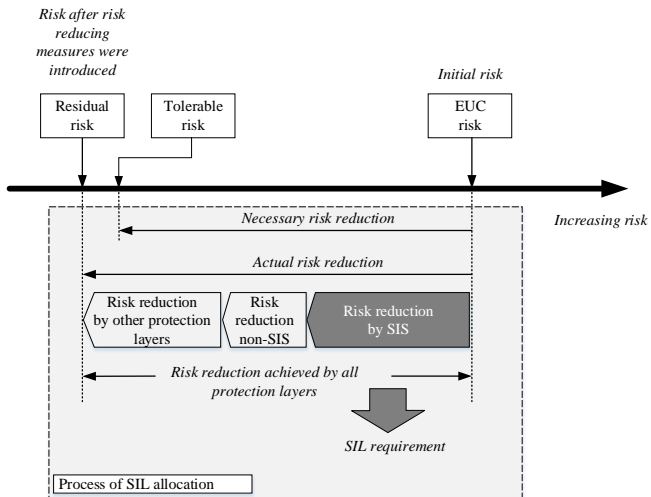 Risk after risk
reducing
measures were
introduced
Initial risk
Residual
risk
Tolerable
risk
EUC
risk
Increasing risk
Necessary risk reduction
Actual risk reduction
Risk reduction
by other protection
layers
Risk
reduction
non-SIS
Risk reduction
by SIS
Risk reduction achieved by all
protection layers
SIL requirement
Process of SIL allocation